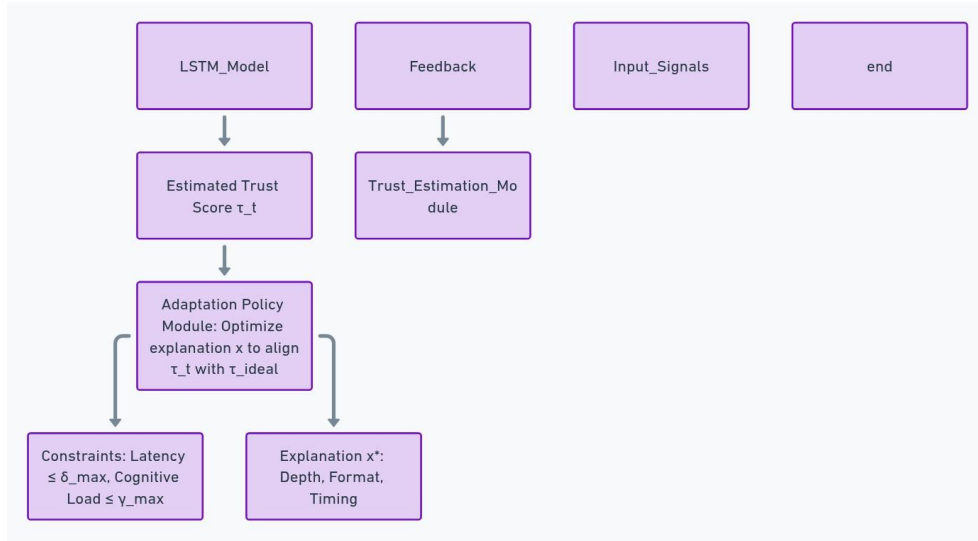 LSTM_Model
Feedback
Input_Signals
end
Estimated Trust
Score τ_t
Trust_Estimation_Mo
dule
Adaptation Policy
Module: Optimize
explanation x to align
τ_t with τ_ideal
Constraints: Latency
≤ δ_max, Cognitive
Load ≤ γ_max
Explanation x*:
Depth, Format,
Timing